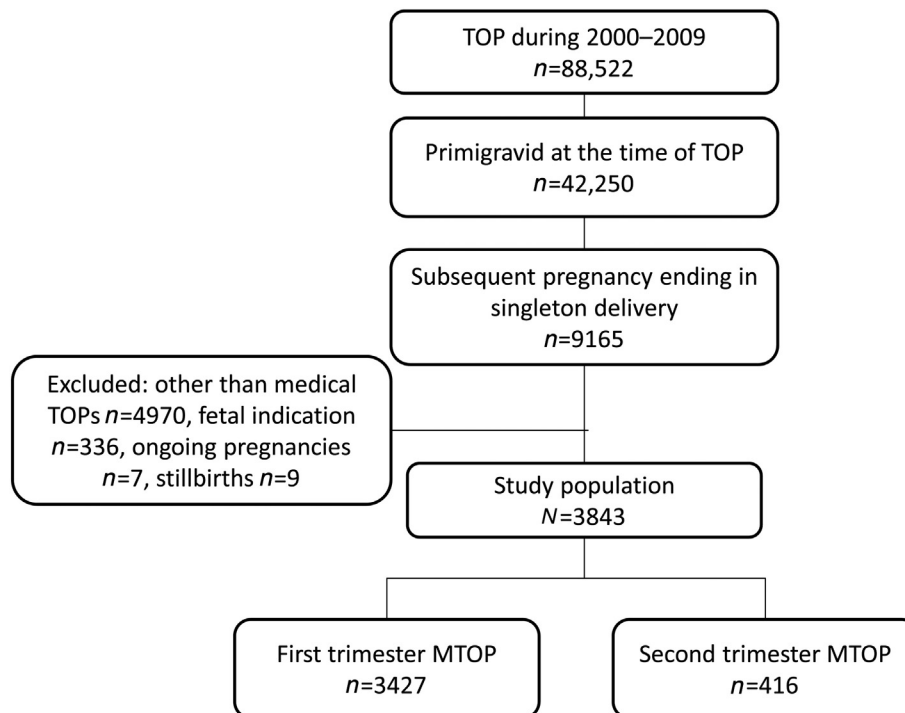 TOP during 2000–2009
n=88,522
Primigravid at the time of TOP
n=42,250
Subsequent pregnancy ending in
singleton delivery
n=9165
Excluded: other than medical
TOPs n=4970, fetal indication
n=336, ongoing pregnancies
n=7, stillbirths n=9
Study population
N=3843
First trimester MTOP
n=3427
Second trimester MTOP
n=416